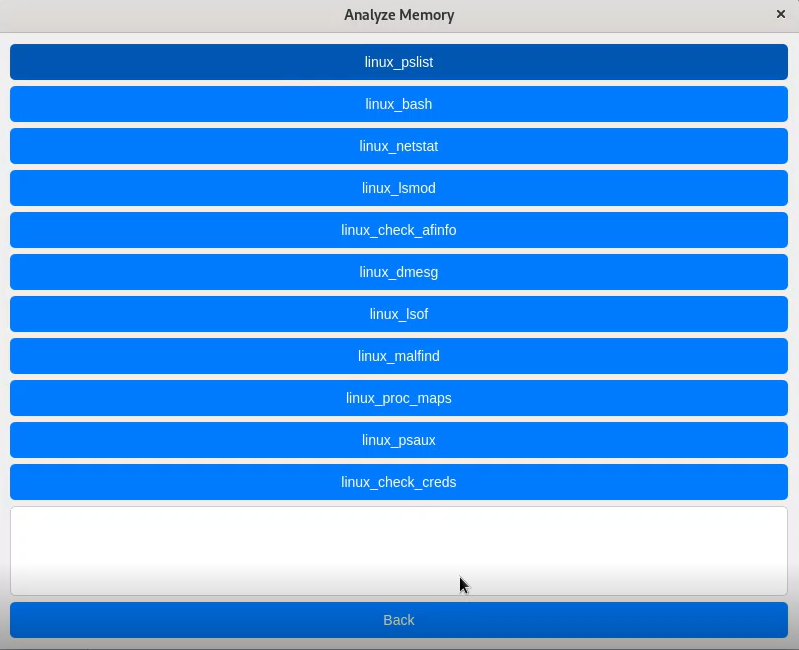 Analyze Memory
linux_pslist
linux_bash
linux_netstat
linux_lsmod
linux_check_afinfo
linux_dmesg
linux_lsof
linux_malfind
linux_proc_maps
linux_psaux
linux_check_creds
Back